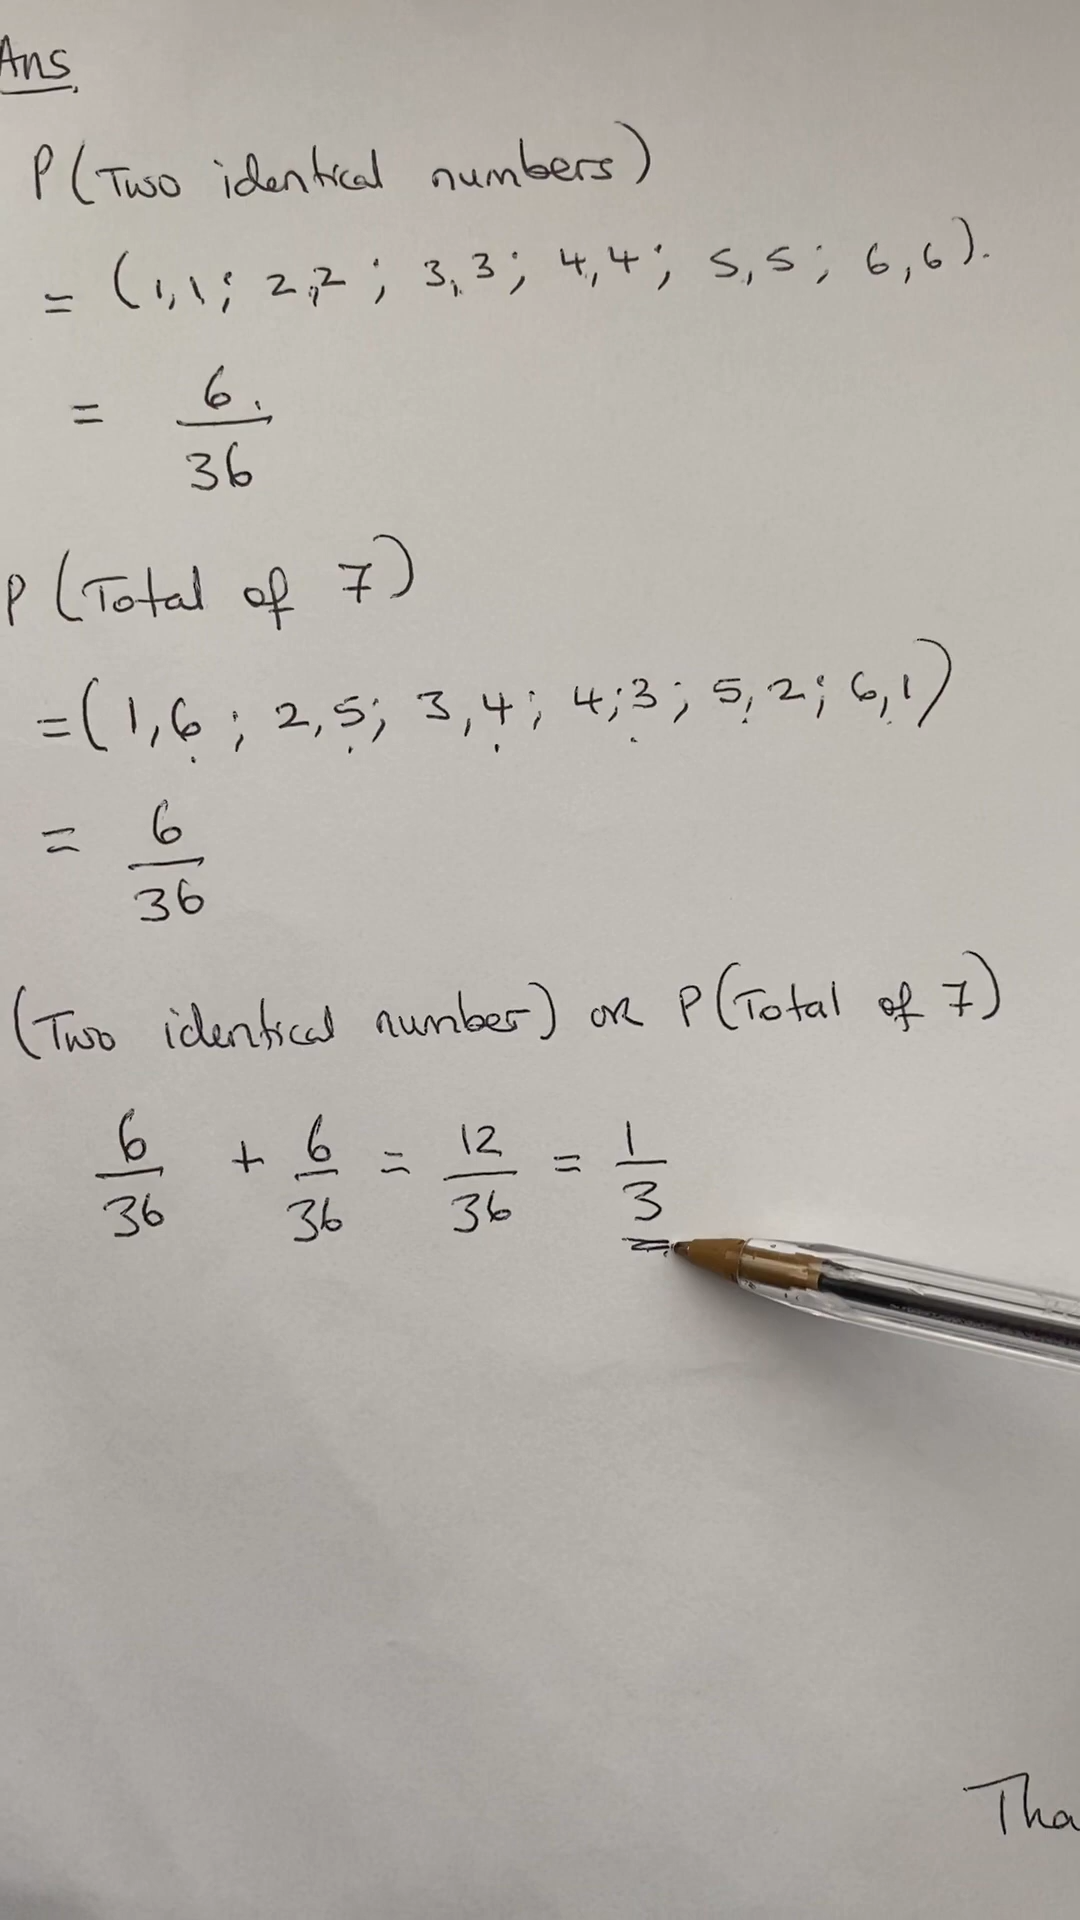 Ans
P(Two identical numbers)
= (1,1; 2,2; 3,3; 4,4; 5,5; 6,6).
= 6/36
P(Total of 7)
=(1,6; 2,5; 3,4; 4;3; 5,2; 6,1)
= 6/36
(Two identical number) or P(Total of 7)
6/36 + 6/36 = 12/36 = 1/3
Tha